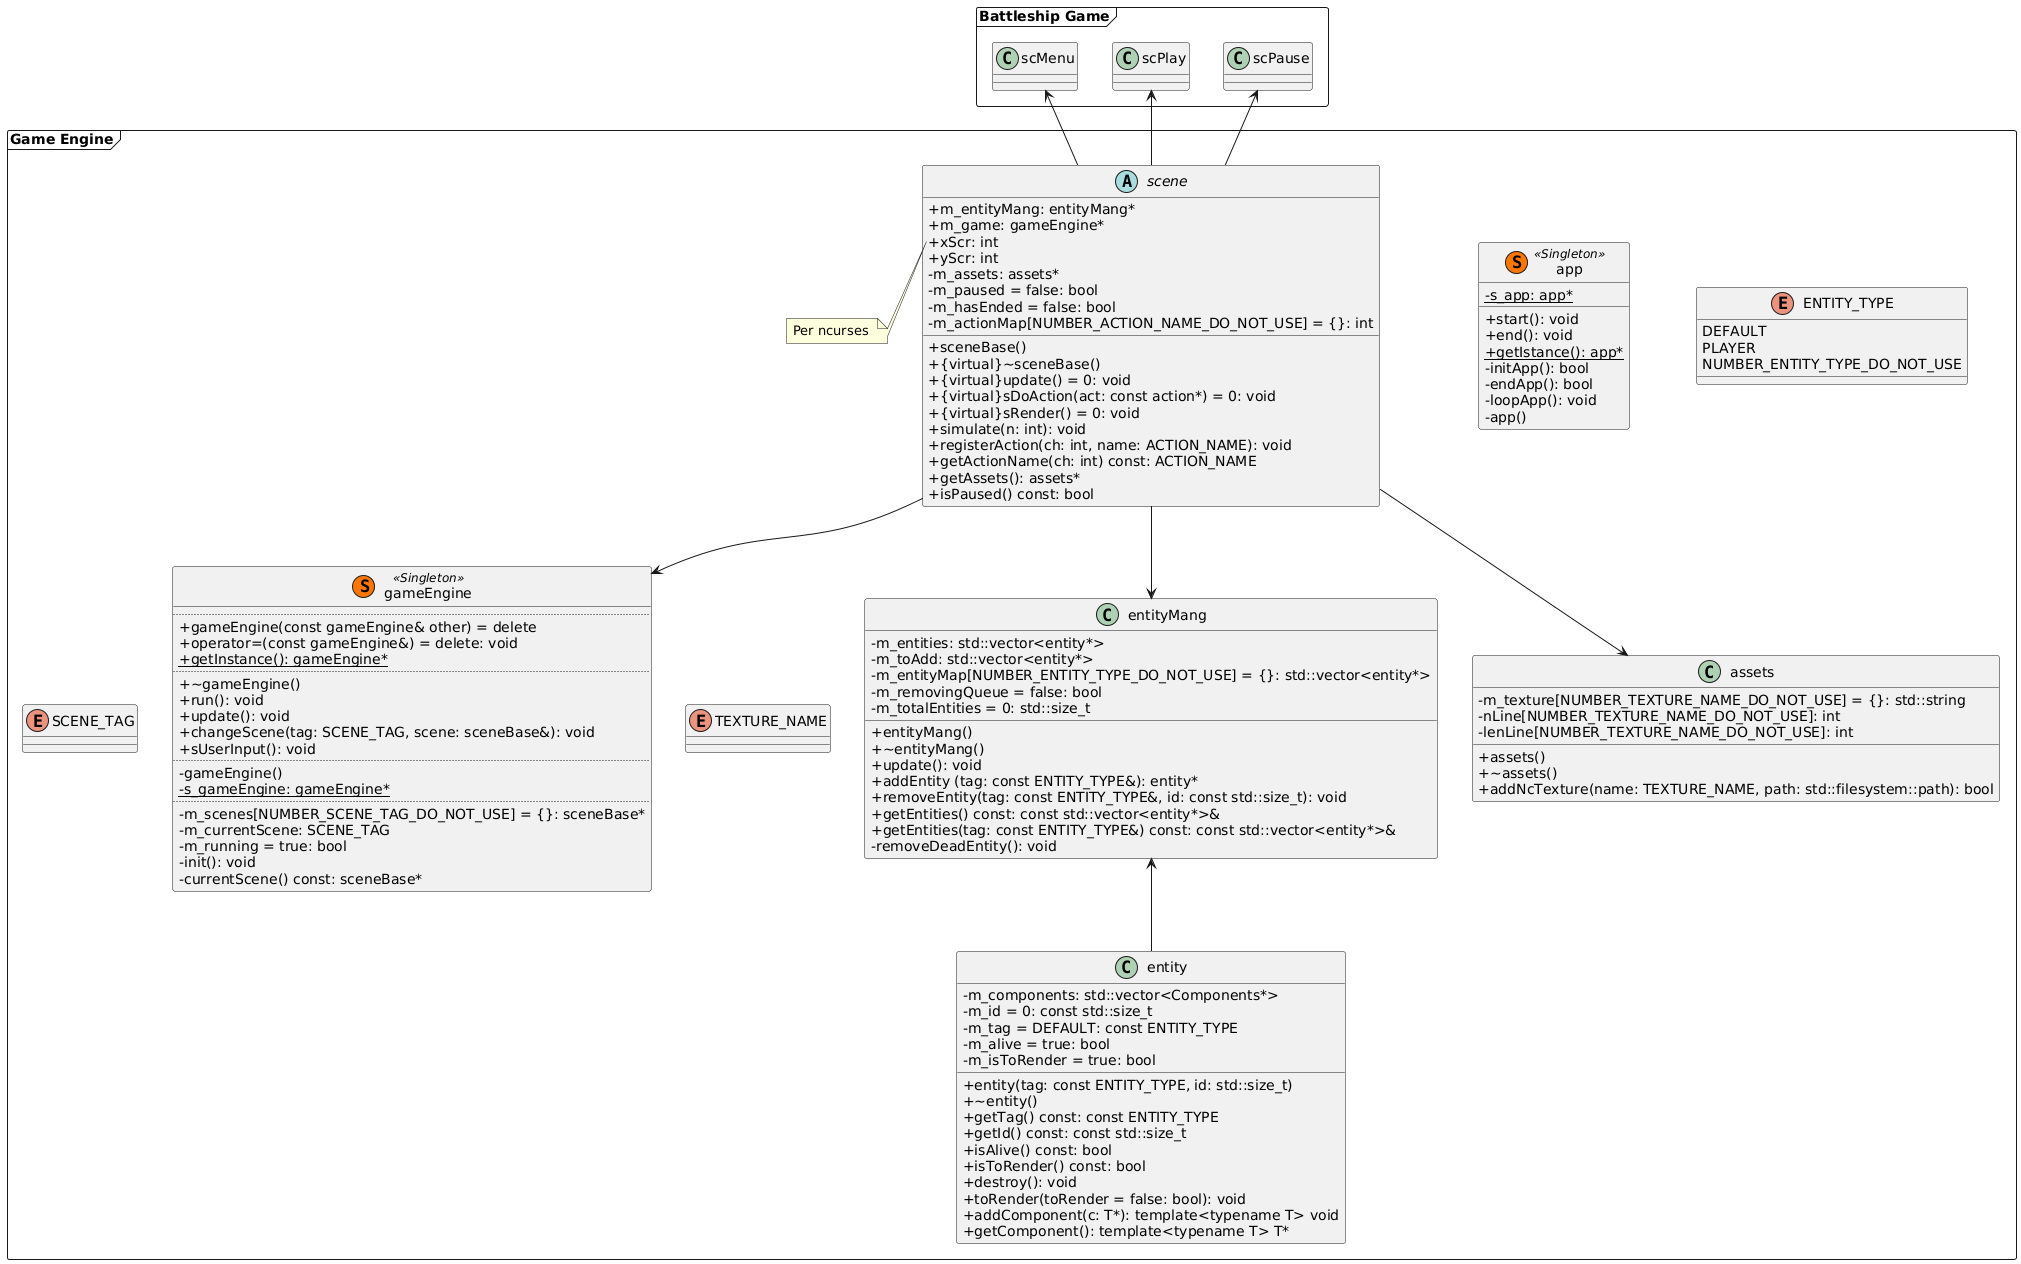 Battleship Game
C scMenu
C scPlay
C scPause
Game Engine
A scene
+m_entityMang: entityMang*
+m_game: gameEngine*
+xScr: int
+yScr: int
-m_assets: assets*
-m_paused = false: bool
-m_hasEnded = false: bool
-m_actionMap[NUMBER_ACTION_NAME_DO_NOT_USE] = {}: int
+sceneBase()
+{virtual}~sceneBase()
+{virtual}update() = 0: void
+{virtual}sDoAction(act: const action*) = 0: void
+{virtual}sRender() = 0: void
+simulate(n: int): void
+registerAction(ch: int, name: ACTION_NAME): void
+getActionName(ch: int) const: ACTION_NAME
+getAssets(): assets*
+isPaused() const: bool
Per ncurses
S «Singleton»
app
-s_app: app*
+start(): void
+end(): void
+getIstance(): app*
-initApp(): bool
-endApp(): bool
-loopApp(): void
-app()
E ENTITY_TYPE
DEFAULT
PLAYER
NUMBER_ENTITY_TYPE_DO_NOT_USE
E SCENE_TAG
S «Singleton»
gameEngine
+gameEngine(const gameEngine& other) = delete
+operator=(const gameEngine&) = delete: void
+getInstance(): gameEngine*
+~gameEngine()
+run(): void
+update(): void
+changeScene(tag: SCENE_TAG, scene: sceneBase&): void
+sUserInput(): void
-gameEngine()
-s_gameEngine: gameEngine*
-m_scenes[NUMBER_SCENE_TAG_DO_NOT_USE] = {}: sceneBase*
-m_currentScene: SCENE_TAG
-m_running = true: bool
-init(): void
-currentScene() const: sceneBase*
E TEXTURE_NAME
C entityMang
-m_entities: std::vector<entity*>
-m_toAdd: std::vector<entity*>
-m_entityMap[NUMBER_ENTITY_TYPE_DO_NOT_USE] = {}: std::vector<entity*>
-m_removingQueue = false: bool
-m_totalEntities = 0: std::size_t
+entityMang()
+~entityMang()
+update(): void
+addEntity (tag: const ENTITY_TYPE&): entity*
+removeEntity(tag: const ENTITY_TYPE&, id: const std::size_t): void
+getEntities() const: const std::vector<entity*>&
+getEntities(tag: const ENTITY_TYPE&) const: const std::vector<entity*>&
-removeDeadEntity(): void
C assets
-m_texture[NUMBER_TEXTURE_NAME_DO_NOT_USE] = {}: std::string
-nLine[NUMBER_TEXTURE_NAME_DO_NOT_USE]: int
-lenLine[NUMBER_TEXTURE_NAME_DO_NOT_USE]: int
+assets()
+~assets()
+addNcTexture(name: TEXTURE_NAME, path: std::filesystem::path): bool
C entity
-m_components: std::vector<Components*>
-m_id = 0: const std::size_t
-m_tag = DEFAULT: const ENTITY_TYPE
-m_alive = true: bool
-m_isToRender = true: bool
+entity(tag: const ENTITY_TYPE, id: std::size_t)
+~entity()
+getTag() const: const ENTITY_TYPE
+getId() const: const std::size_t
+isAlive() const: bool
+isToRender() const: bool
+destroy(): void
+toRender(toRender = false: bool): void
+addComponent(c: T*): template<typename T> void
+getComponent(): template<typename T> T*